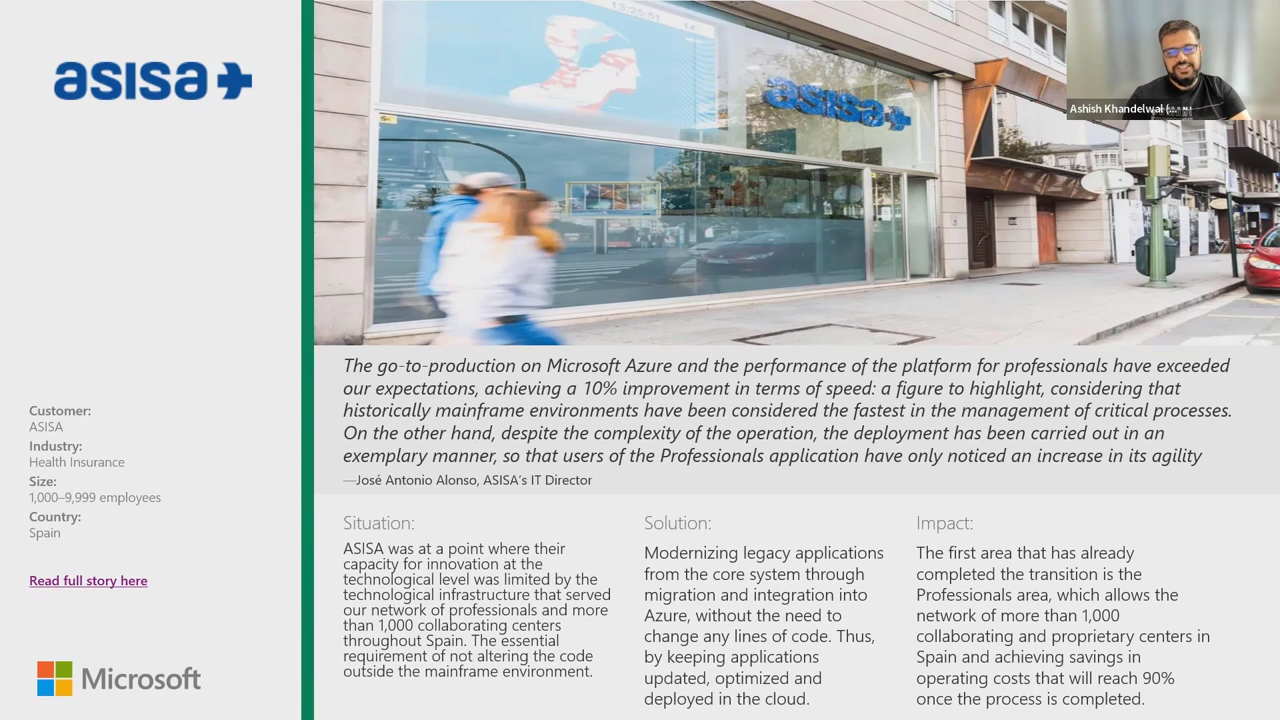 asisa
13:25:51
14
asisa
Ashish Khandelwal
The go-to-production on Microsoft Azure and the performance of the platform for professionals have exceeded
our expectations, achieving a 10% improvement in terms of speed: a figure to highlight, considering that
historically mainframe environments have been considered the fastest in the management of critical processes.
On the other hand, despite the complexity of the operation, the deployment has been carried out in an
exemplary manner, so that users of the Professionals application have only noticed an increase in its agility
—José Antonio Alonso, ASISA's IT Director
Customer:
ASISA
Industry:
Health Insurance
Size:
1,000–9,999 employees
Country:
Spain
Read full story here
Microsoft
Situation:
ASISA was at a point where their
capacity for innovation at the
technological level was limited by the
technological infrastructure that served
our network of professionals and more
than 1,000 collaborating centers
throughout Spain. The essential
requirement of not altering the code
outside the mainframe environment.
Solution:
Modernizing legacy applications
from the core system through
migration and integration into
Azure, without the need to
change any lines of code. Thus,
by keeping applications
updated, optimized and
deployed in the cloud.
Impact:
The first area that has already
completed the transition is the
Professionals area, which allows the
network of more than 1,000
collaborating and proprietary centers in
Spain and achieving savings in
operating costs that will reach 90%
once the process is completed.